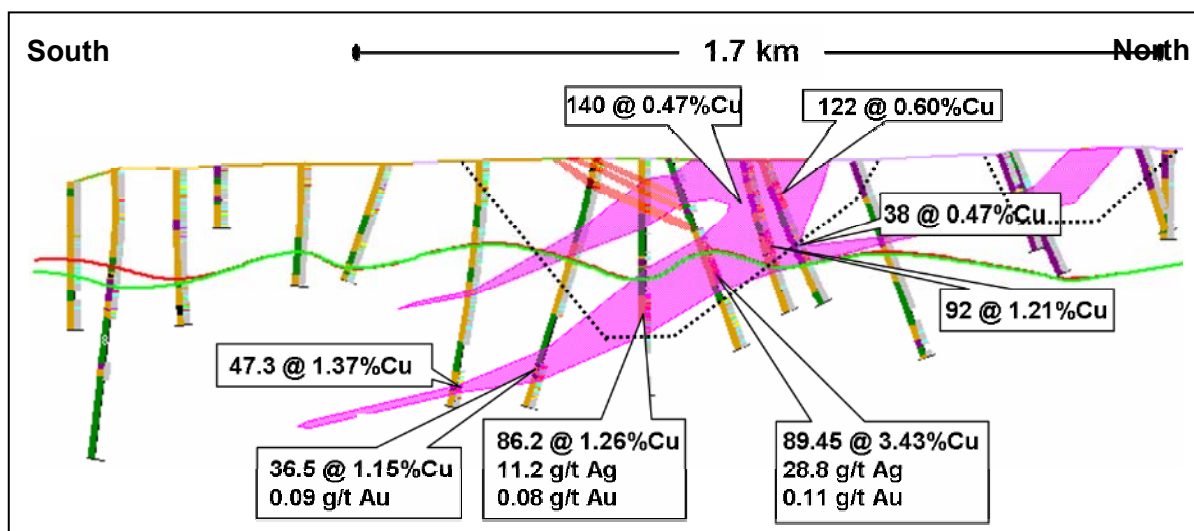 South
1.7 km
North
140 @ 0.47%Cu
122 @ 0.60%Cu
38 @ 0.47%Cu
92 @ 1.21%Cu
47.3 @ 1.37%Cu
36.5 @ 1.15%Cu
0.09 g/t Au
86.2 @ 1.26%Cu
11.2 g/t Ag
0.08 g/t Au
89.45 @ 3.43%Cu
28.8 g/t Ag
0.11 g/t Au